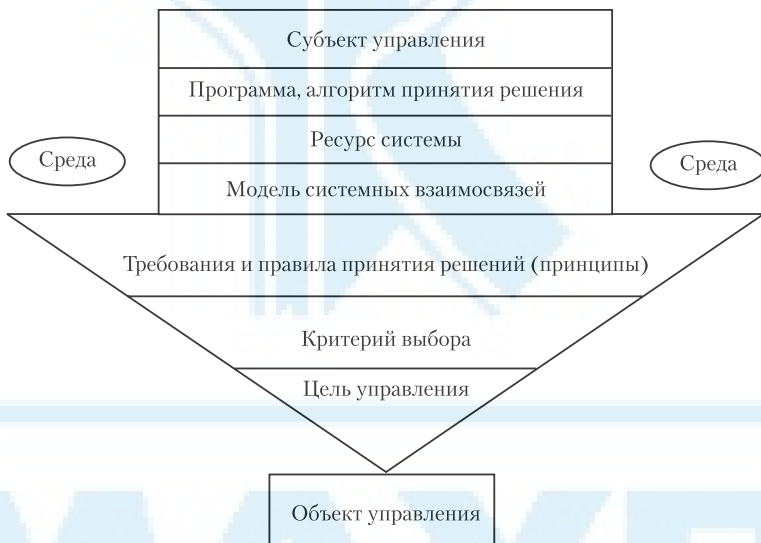 Субъект управления
Программа, алгоритм принятия решения
Ресурс системы
Среда
Среда
Модель системных взаимосвязей
Требования и правила принятия решений (принципы)
Критерий выбора
Цель управления
Объект управления